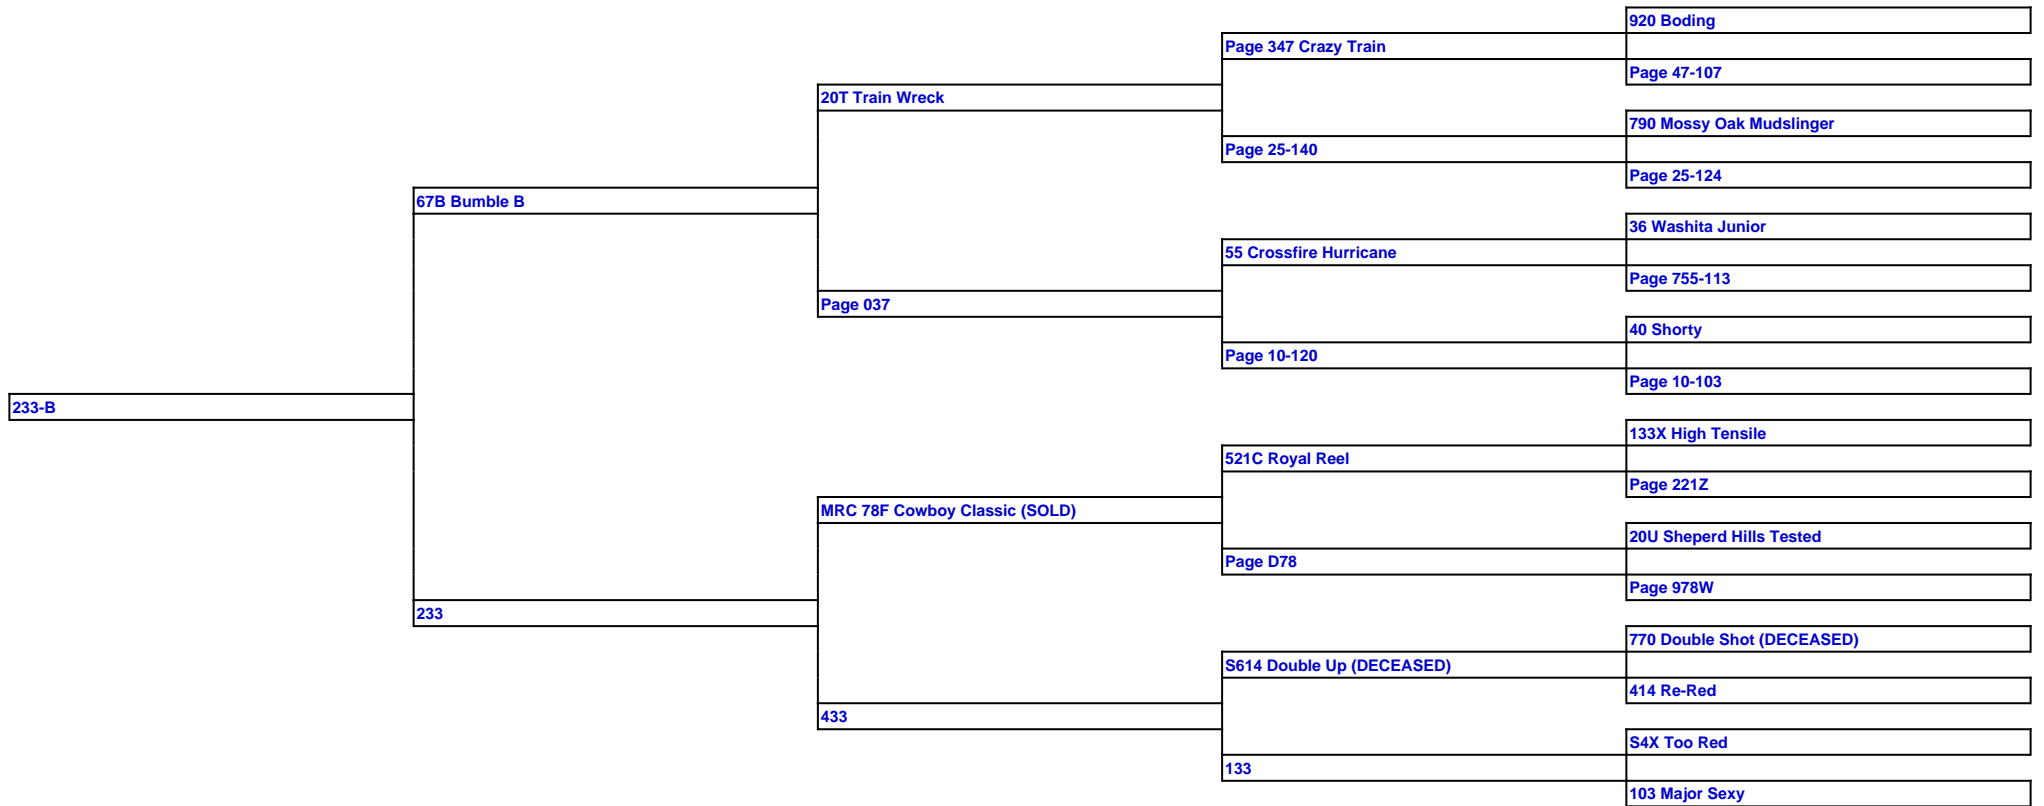 920 Boding
Page 347 Crazy Train
Page 47-107
20T Train Wreck
790 Mossy Oak Mudslinger
Page 25-140
Page 25-124
67B Bumble B
36 Washita Junior
55 Crossfire Hurricane
Page 755-113
Page 037
40 Shorty
Page 10-120
Page 10-103
233-B
133X High Tensile
521C Royal Reel
Page 221Z
MRC 78F Cowboy Classic (SOLD)
20U Sheperd Hills Tested
Page D78
Page 978W
233
770 Double Shot (DECEASED)
S614 Double Up (DECEASED)
414 Re-Red
433
S4X Too Red
133
103 Major Sexy